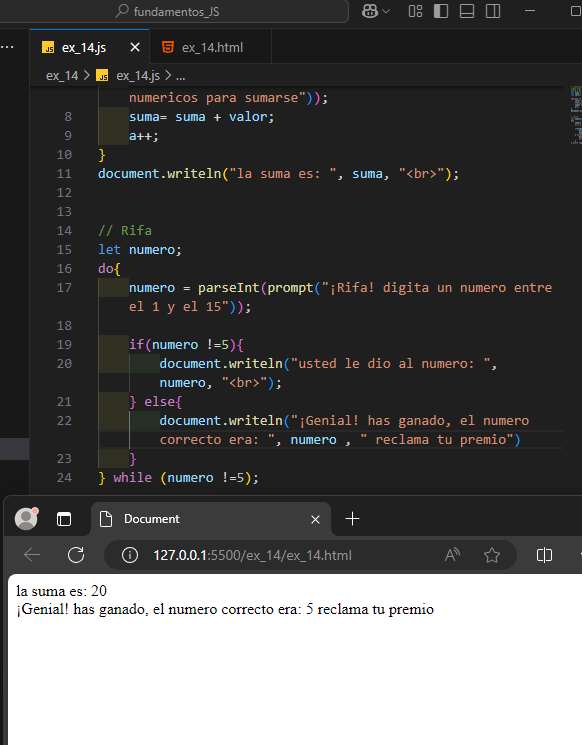 fundamentos_JS
... JS ex_14.js × ex_14.html
ex_14 > JS ex_14.js > ...
numericos para sumarse"));
8 suma= suma + valor;
9 a++;
10 }
11 document.writeln("la suma es: ", suma, "<br>");
12
13
14 // Rifa
15 let numero;
16 do{
17 numero = parseInt(prompt("¡Rifa! digita un numero entre
el 1 y el 15"));
18
19 if(numero !=5){
20 document.writeln("usted le dio al numero: ",
numero, "<br>");
21 } else{
22 document.writeln("¡Genial! has ganado, el numero
correcto era: ", numero , " reclama tu premio")
23 }
24 } while (numero !=5);
Document
127.0.0.1:5500/ex_14/ex_14.html
la suma es: 20
¡Genial! has ganado, el numero correcto era: 5 reclama tu premio